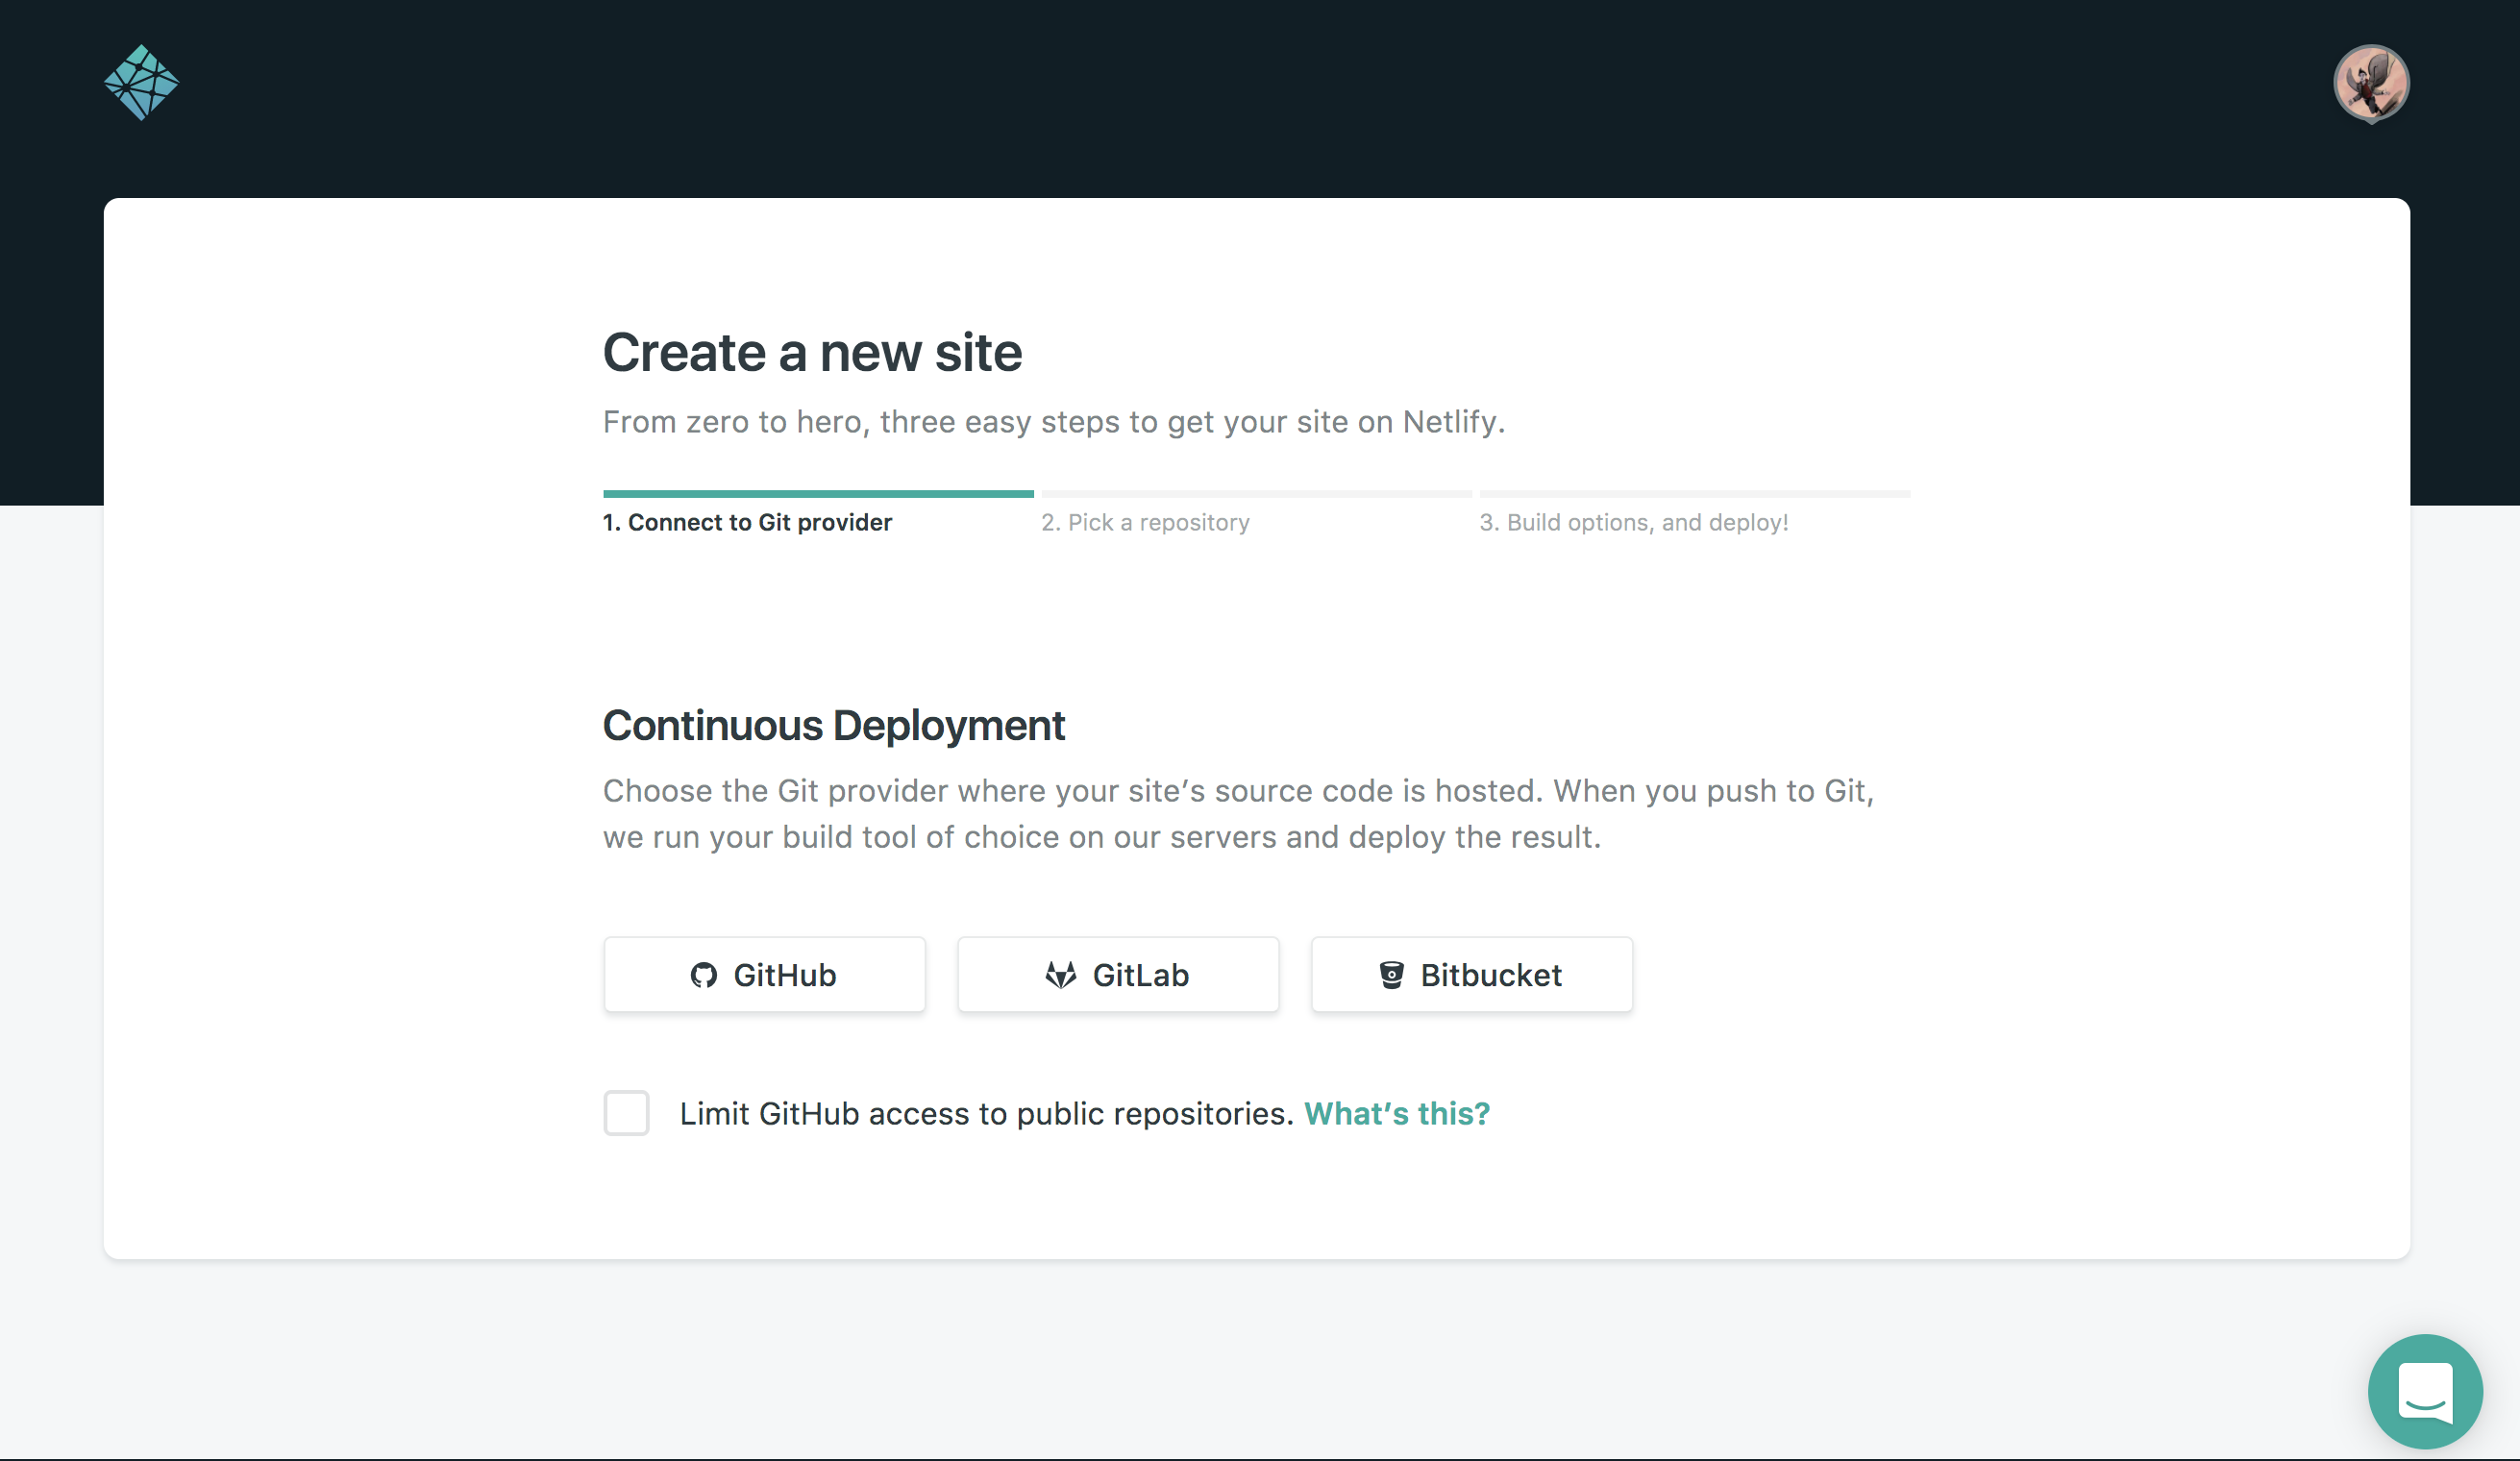 Create a new site
From zero to hero, three easy steps to get your site on Netlify.
1. Connect to Git provider
2. Pick a repository
3. Build options, and deploy!
Continuous Deployment
Choose the Git provider where your site’s source code is hosted. When you push to Git,
we run your build tool of choice on our servers and deploy the result.
GitHub
GitLab
Bitbucket
Limit GitHub access to public repositories. What’s this?